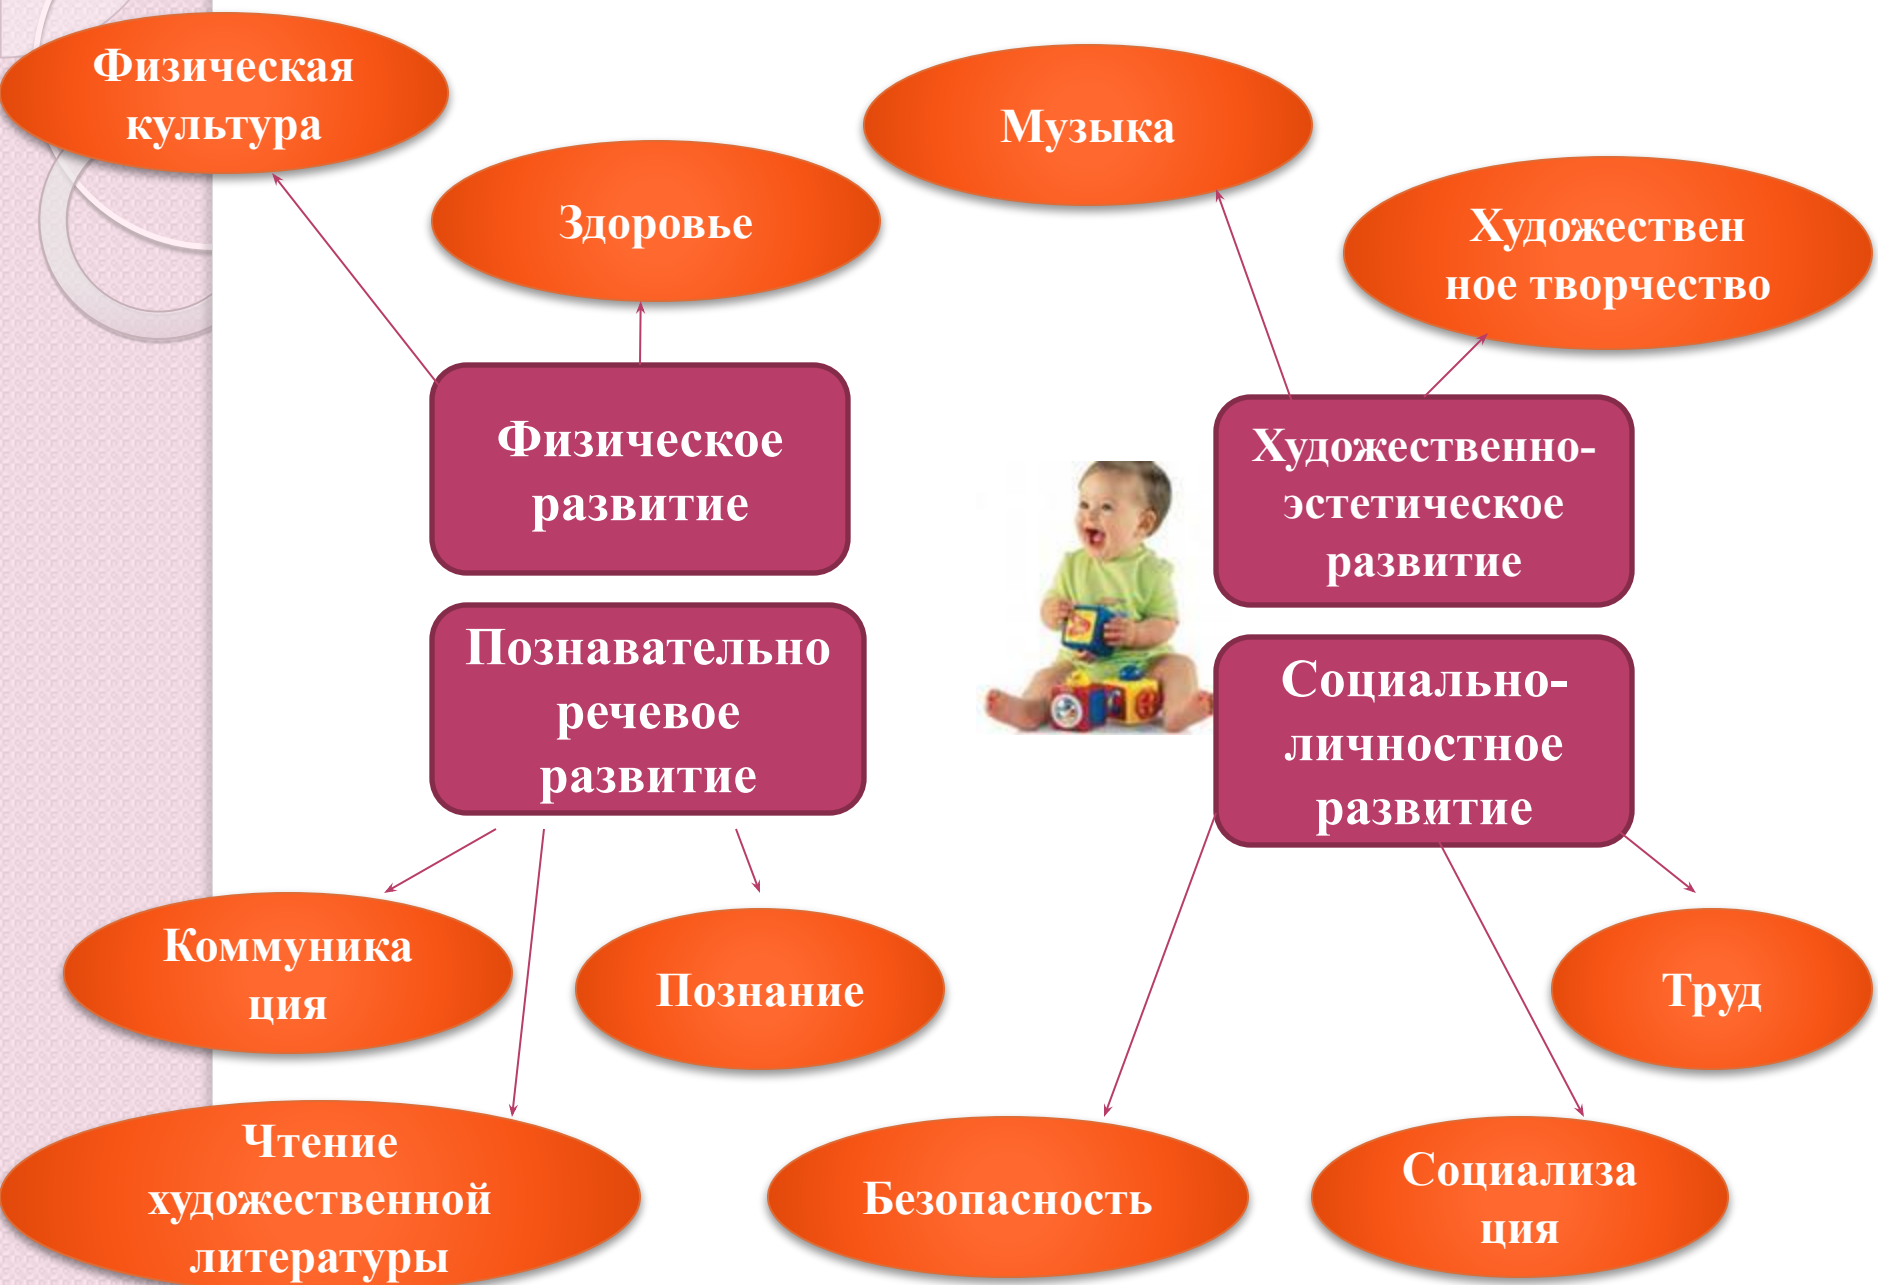 Физическая
культура
Музыка
Здоровье
Художествен
ное творчество
Физическое
развитие
Художественно-
эстетическое
развитие
Познавательно
речевое
развитие
Социально-
личностное
развитие
Коммуника
ция
Познание
Труд
Чтение
художественной
литературы
Безопасность
Социализа
ция